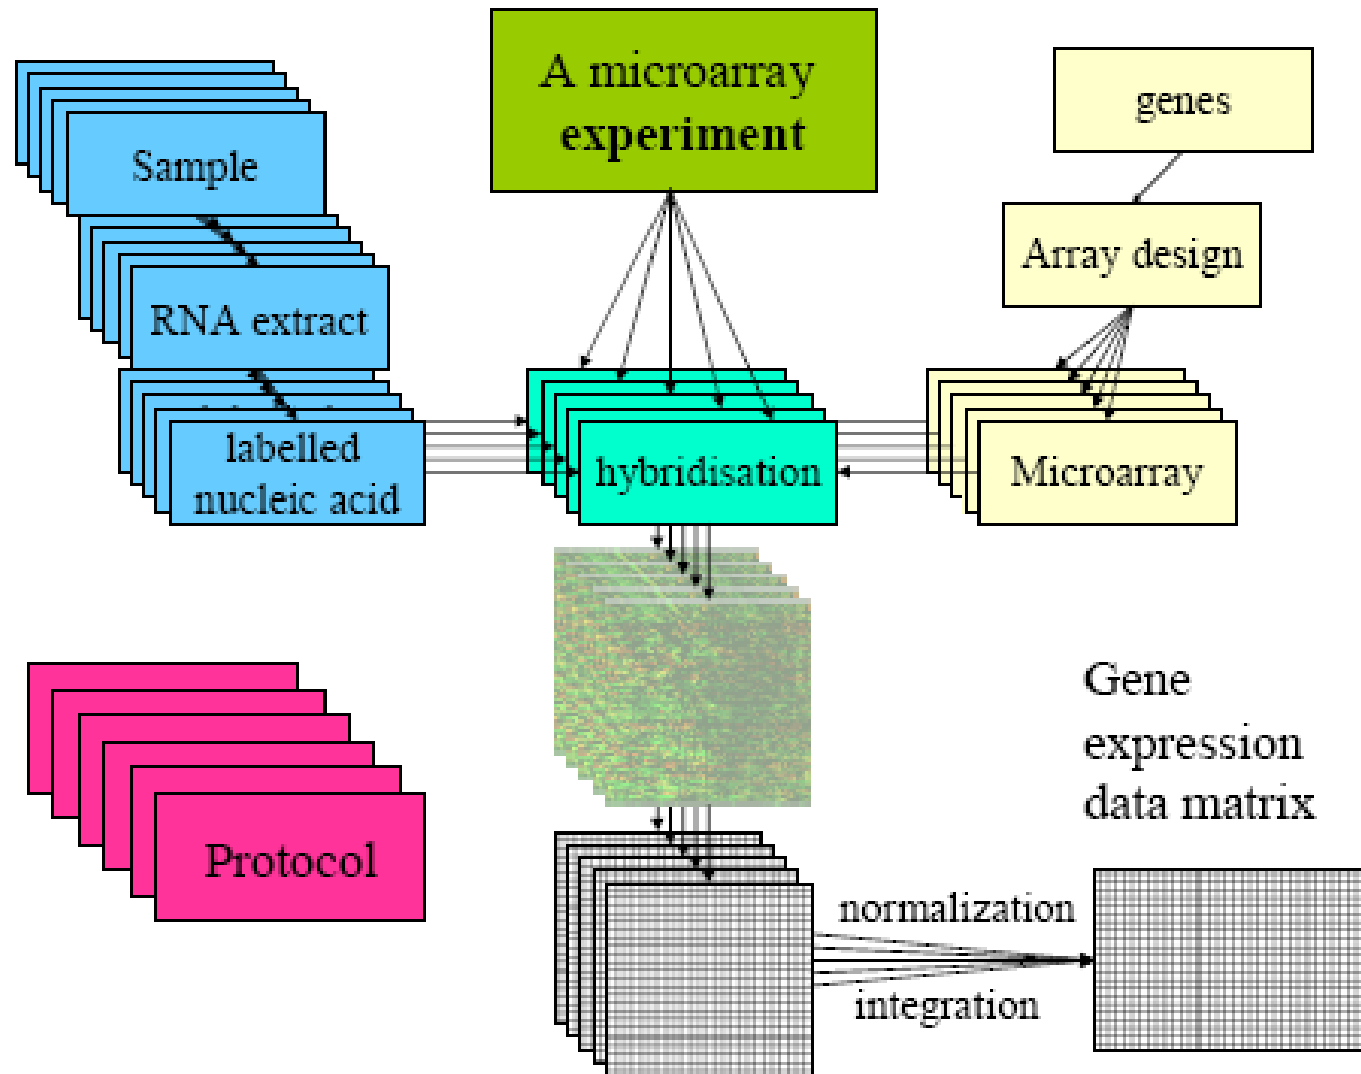 A microarray
experiment
genes
Sample
Array design
RNA extract
labelled
nucleic acid
hybridisation
Microarray
Gene
expression
data matrix
Protocol
normalization
integration